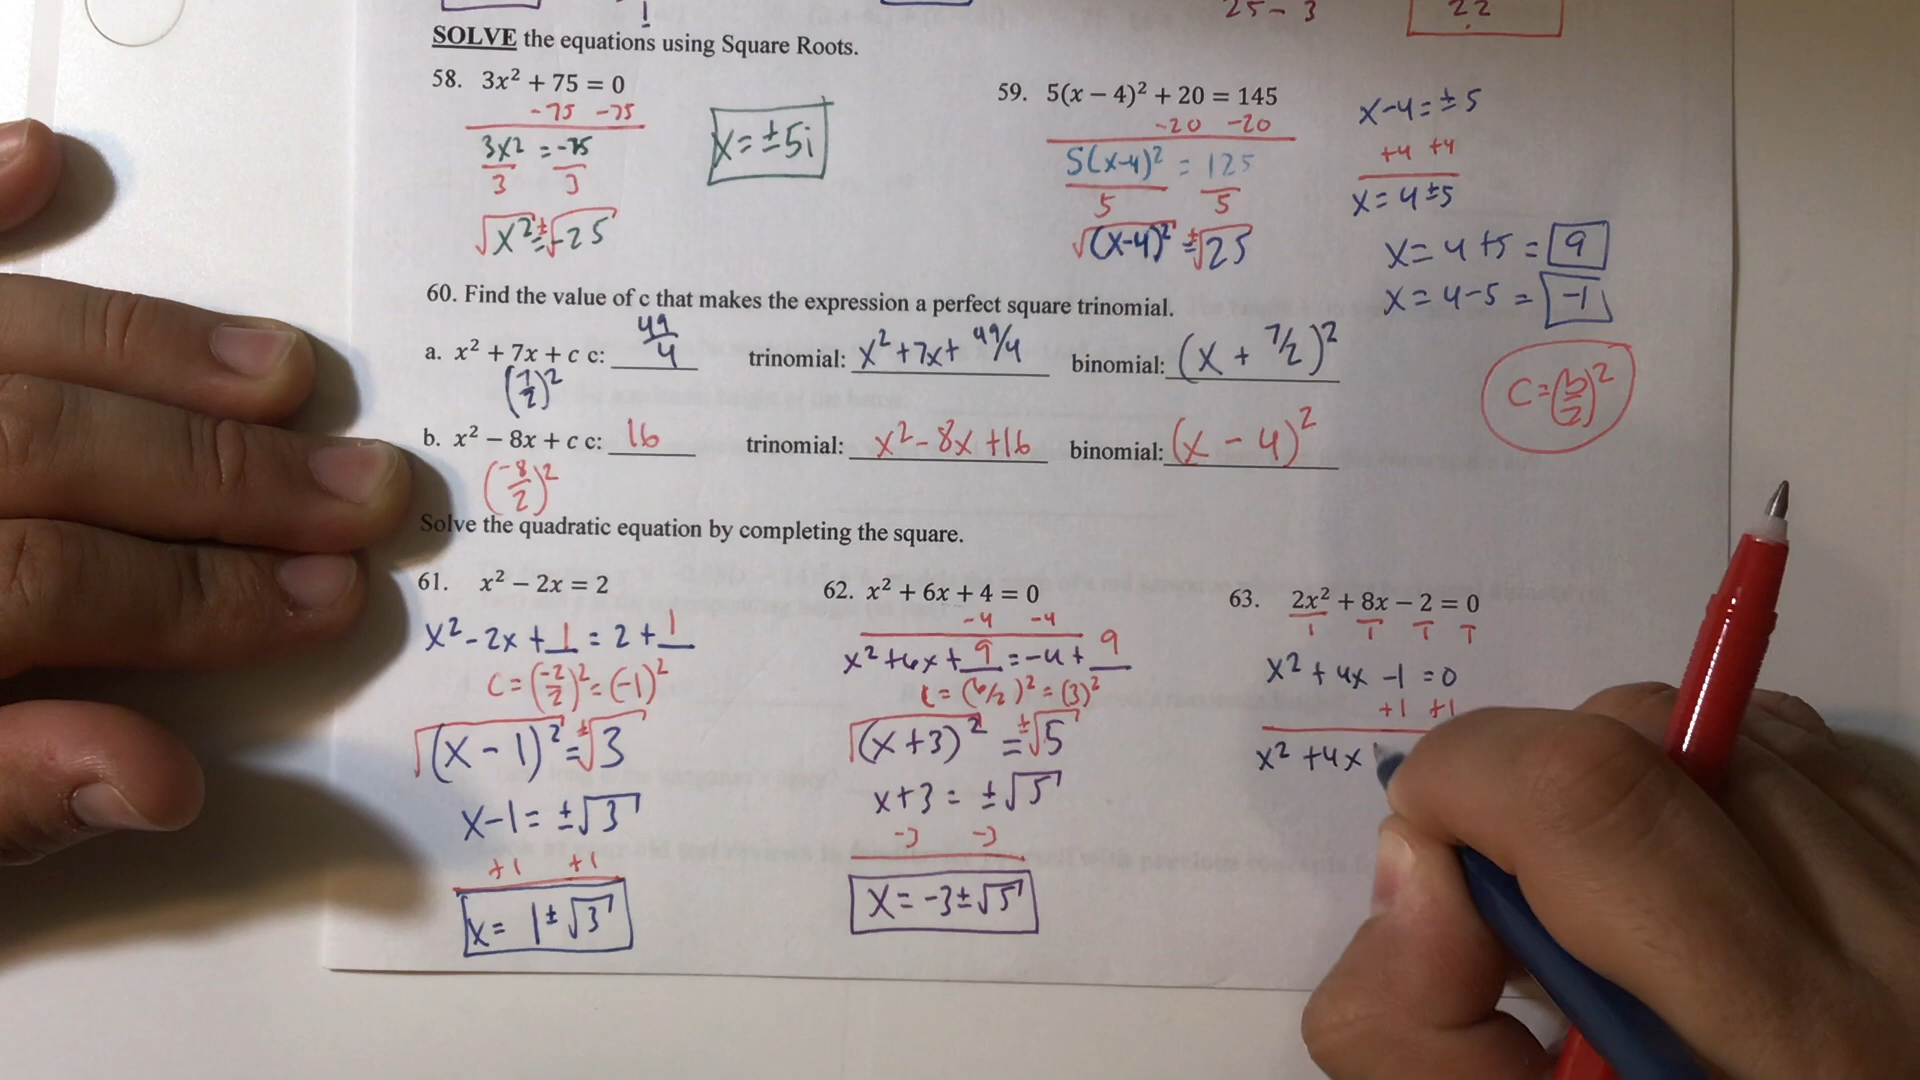 25 - 3
22
SOLVE the equations using Square Roots.
58. 3x² + 75 = 0
-75 -75
3x² = -75
3 3
√x² = ±√-25
x = ±5i
59. 5(x − 4)² + 20 = 145
-20 -20
5(x-4)² = 125
5 5
√(x-4)² = ±√25
x-4 = ±5
+4 +4
x = 4 ± 5
x = 4 + 5 = 9
x = 4 - 5 = -1
60. Find the value of c that makes the expression a perfect square trinomial.
a. x² + 7x + c c: 49/4 trinomial: x² + 7x + 49/4 binomial: (x + 7/2)²
(7/2)²
C = (b/2)²
b. x² − 8x + c c: 16 trinomial: x² - 8x + 16 binomial: (x - 4)²
(-8/2)²
Solve the quadratic equation by completing the square.
61. x² − 2x = 2
x² - 2x + 1 = 2 + 1
C = (-2/2)² = (-1)²
√(x - 1)² = ±√3
x - 1 = ±√3
+1 +1
x = 1 ± √3
62. x² + 6x + 4 = 0
-4 -4
x² + 6x + 9 = -4 + 9
C = (6/2)² = (3)²
√(x + 3)² = ±√5
x + 3 = ±√5
-3 -3
x = -3 ± √5
63. 2x² + 8x − 2 = 0
x² + 4x - 1 = 0
+1 +1
x² + 4x